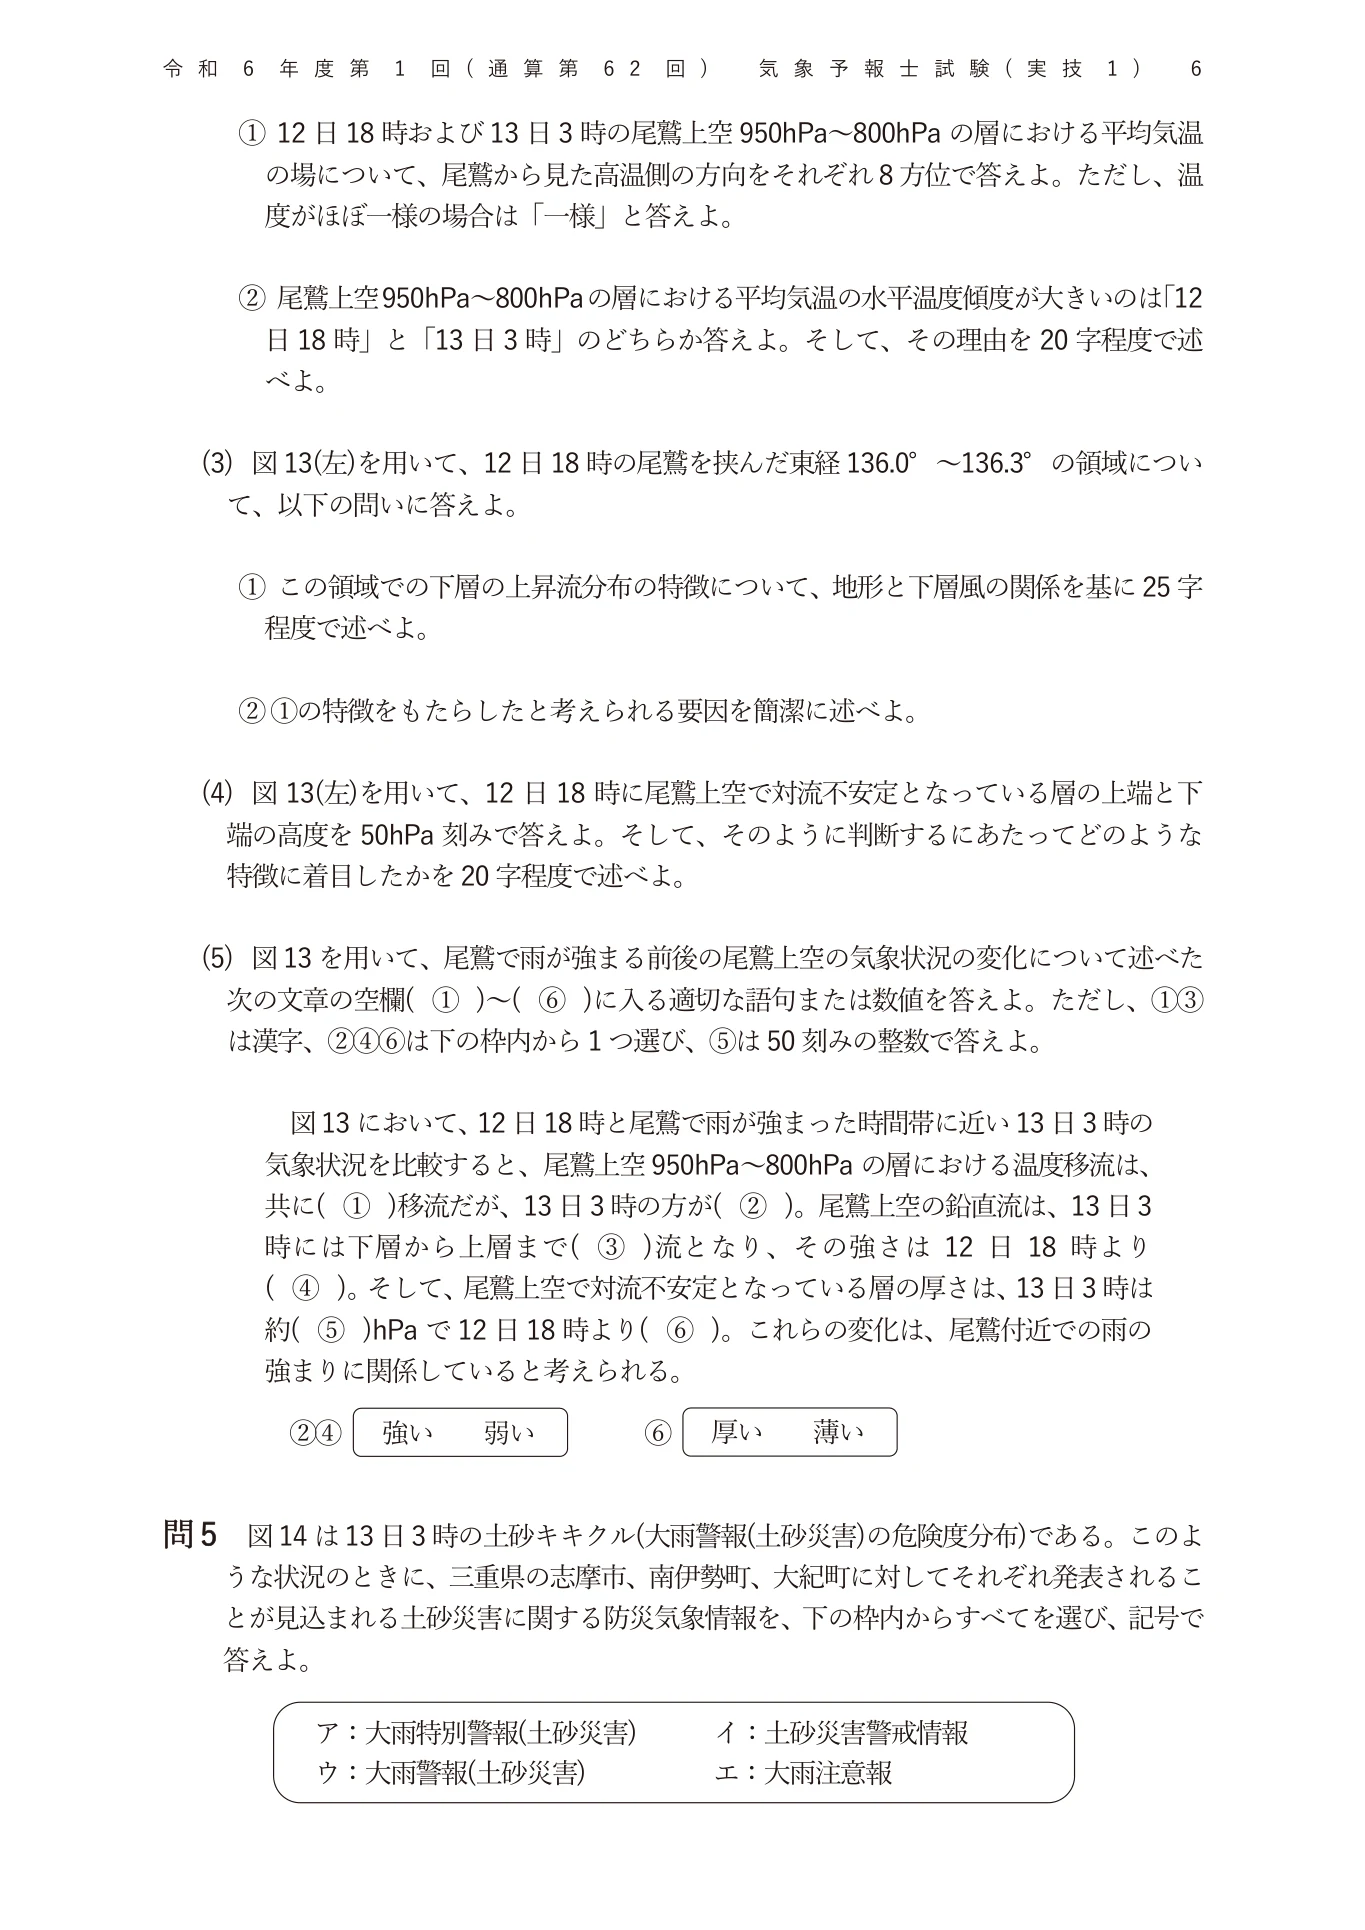 令和6年度第1回(通算第62回) 気象予報士試験(実技1) 6
① 12日18時および13日3時の尾鷲上空950hPa～800hPaの層における平均気温
の場について、尾鷲から見た高温側の方向をそれぞれ8方位で答えよ。ただし、温
度がほぼ一様の場合は「一様」と答えよ。
② 尾鷲上空950hPa～800hPaの層における平均気温の水平温度傾度が大きいのは「12
日18時」と「13日3時」のどちらか答えよ。そして、その理由を20字程度で述
べよ。
(3) 図13(左)を用いて、12日18時の尾鷲を挟んだ東経136.0°～136.3°の領域につい
て、以下の問いに答えよ。
① この領域での下層の上昇流分布の特徴について、地形と下層風の関係を基に25字
程度で述べよ。
② ①の特徴をもたらしたと考えられる要因を簡潔に述べよ。
(4) 図13(左)を用いて、12日18時に尾鷲上空で対流不安定となっている層の上端と下
端の高度を50hPa刻みで答えよ。そして、そのように判断するにあたってどのような
特徴に着目したかを20字程度で述べよ。
(5) 図13を用いて、尾鷲で雨が強まる前後の尾鷲上空の気象状況の変化について述べた
次の文章の空欄( ① )～( ⑥ )に入る適切な語句または数値を答えよ。ただし、①③
は漢字、②④⑥は下の枠内から1つ選び、⑤は50刻みの整数で答えよ。
図13において、12日18時と尾鷲で雨が強まった時間帯に近い13日3時の
気象状況を比較すると、尾鷲上空950hPa～800hPaの層における温度移流は、
共に( ① )移流だが、13日3時の方が( ② )。尾鷲上空の鉛直流は、13日3
時には下層から上層まで( ③ )流となり、その強さは12日18時より
( ④ )。そして、尾鷲上空で対流不安定となっている層の厚さは、13日3時は
約( ⑤ )hPaで12日18時より( ⑥ )。これらの変化は、尾鷲付近での雨の
強まりに関係していると考えられる。
②④ 強い 弱い ⑥ 厚い 薄い
問5 図14は13日3時の土砂キキクル(大雨警報(土砂災害)の危険度分布)である。このよ
うな状況のときに、三重県の志摩市、南伊勢町、大紀町に対してそれぞれ発表されるこ
とが見込まれる土砂災害に関する防災気象情報を、下の枠内からすべてを選び、記号で
答えよ。
ア：大雨特別警報(土砂災害) イ：土砂災害警戒情報
ウ：大雨警報(土砂災害) エ：大雨注意報